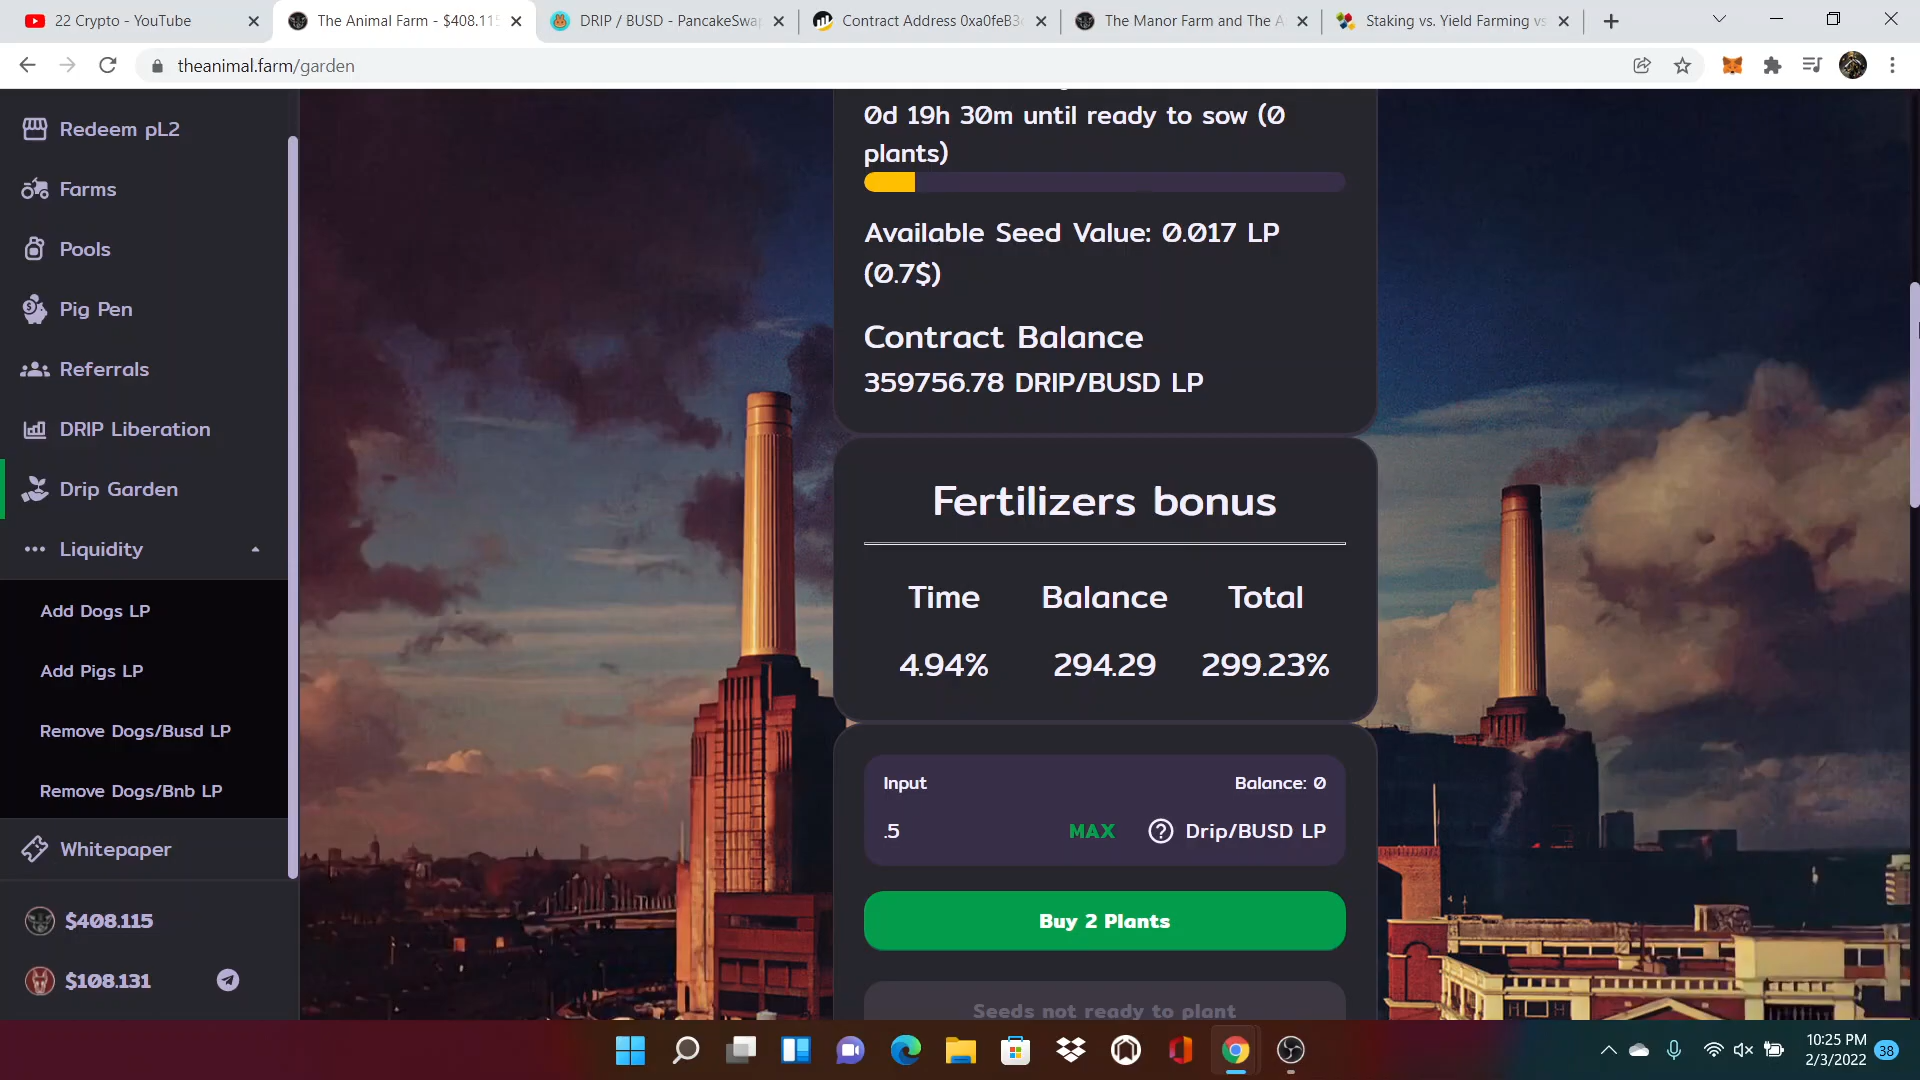 22 Crypto - YouTube
The Animal Farm - $408.115
DRIP / BUSD - PancakeSwap
Contract Address 0xa0feB3c
The Manor Farm and The A
Staking vs. Yield Farming vs
theanimal.farm/garden
Redeem pL2
Farms
Pools
Pig Pen
Referrals
DRIP Liberation
Drip Garden
Liquidity
Add Dogs LP
Add Pigs LP
Remove Dogs/Busd LP
Remove Dogs/Bnb LP
Whitepaper
$408.115
$108.131
0d 19h 30m until ready to sow (0
plants)
Available Seed Value: 0.017 LP
(0.7$)
Contract Balance
359756.78 DRIP/BUSD LP
Fertilizers bonus
Time Balance Total
4.94% 294.29 299.23%
Input Balance: 0
.5 MAX Drip/BUSD LP
Buy 2 Plants
Seeds not ready to plant
10:25 PM
2/3/2022
38